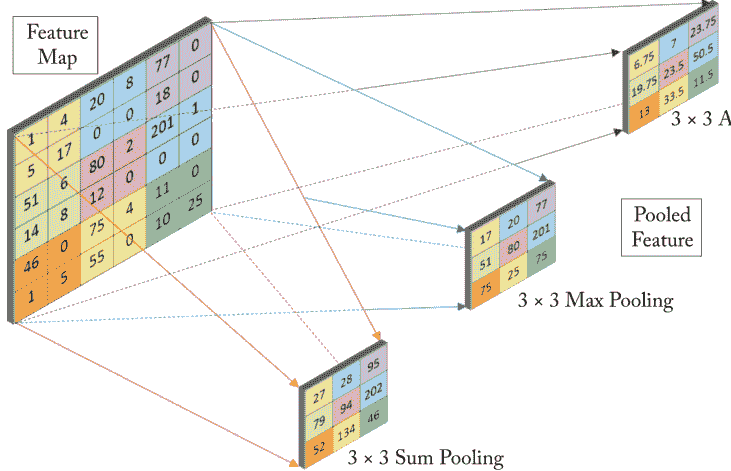 Feature
Map
1 4 20 8 77 0
5 17 0 0 18 0
51 6 80 2 201 1
14 8 12 0 0 0
46 0 75 4 11 0
1 5 55 0 10 25
6.75 7 23.75
19.75 23.5 50.5
13 33.5 11.5
3 × 3 A
17 20 77
51 80 201
75 25 75
3 × 3 Max Pooling
Pooled
Feature
27 28 95
79 94 202
52 134 46
3 × 3 Sum Pooling